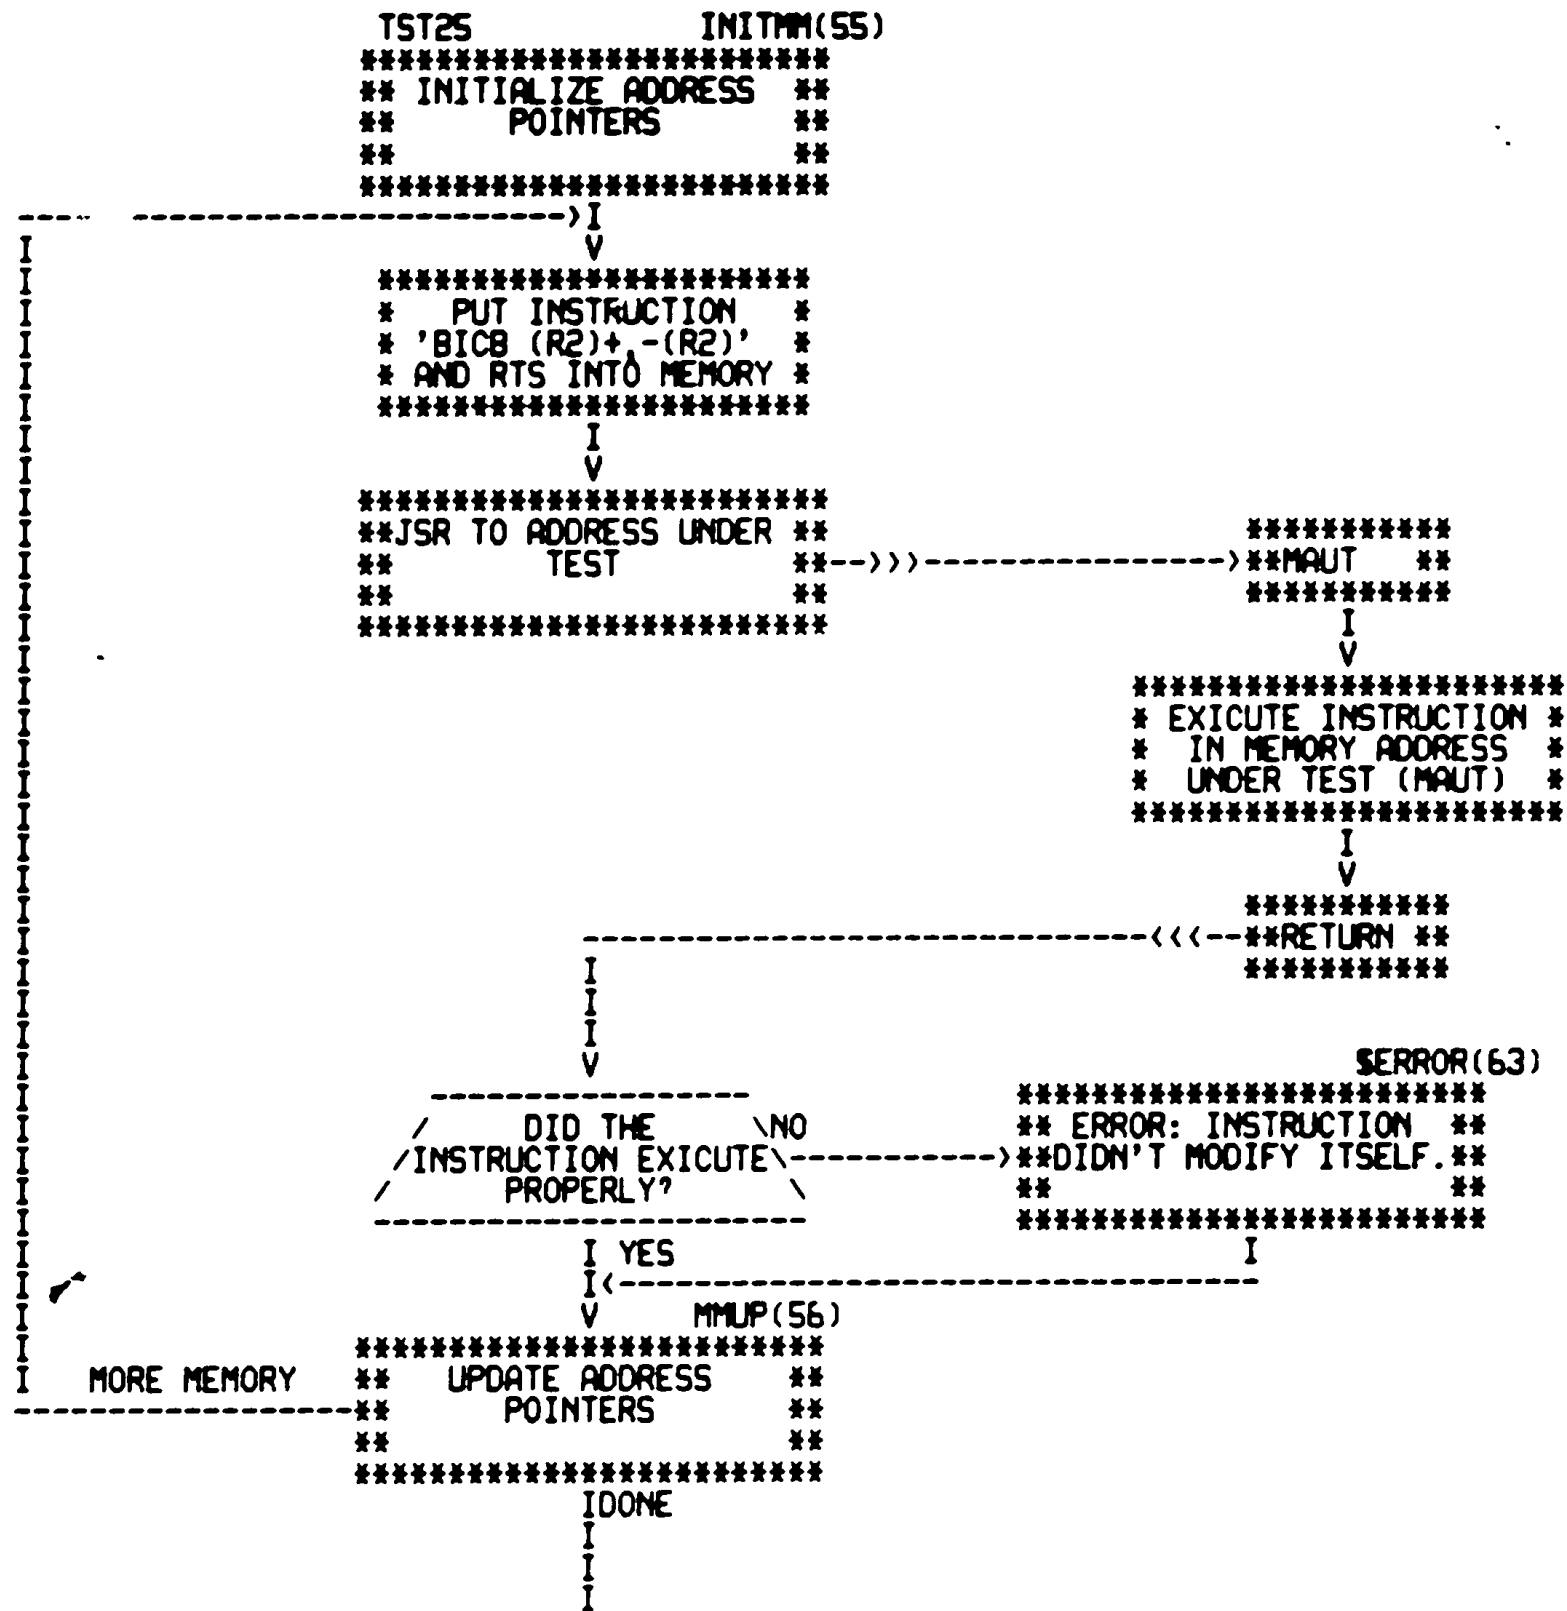 TST25 INITMM(55)
*************************
** INITIALIZE ADDRESS **
** POINTERS **
** **
*************************
---- -----------------------> I
V
***********************
* PUT INSTRUCTION *
* 'BICB (R2)+,-(R2)' *
* AND RTS INTO MEMORY *
***********************
I
V
*************************
**JSR TO ADDRESS UNDER **
** TEST **-->>>----------------->**MAUT **
** **
*************************
***********
***********
I
V
***********************
* EXICUTE INSTRUCTION *
* IN MEMORY ADDRESS *
* UNDER TEST (MAUT) *
***********************
I
V
***********
------------------------------<<<--**RETURN **
***********
I
I
I
V
$ERROR(63)
-----------------
/ DID THE \NO
/INSTRUCTION EXICUTE\------------>
/ PROPERLY? \
-----------------------
*************************
** ERROR: INSTRUCTION **
**DIDN'T MODIFY ITSELF.**
** **
*************************
I YES I
I<----------------------------------
V MMUP(56)
*************************
I MORE MEMORY ** UPDATE ADDRESS **
------------------** POINTERS **
** **
*************************
IDONE
I
I
I